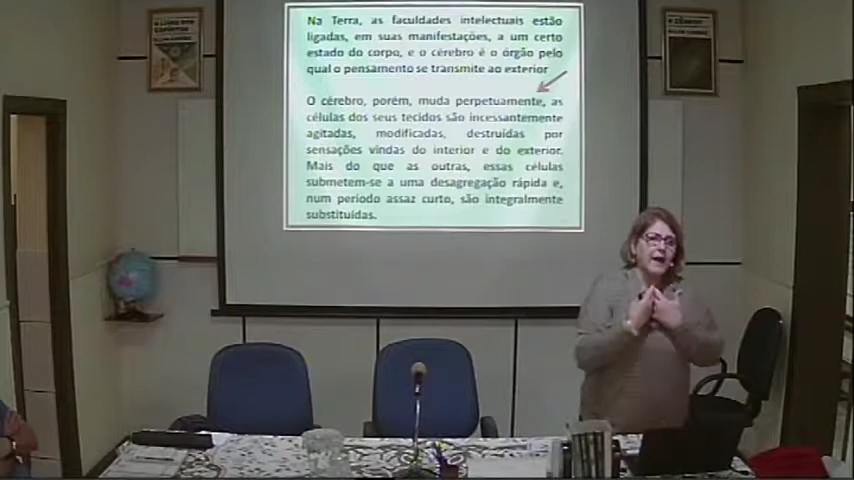 Na Terra, as faculdades intelectuais estão
ligadas, em suas manifestações, a um certo
estado do corpo, e o cérebro é o órgão pelo
qual o pensamento se transmite ao exterior
O cérebro, porém, muda perpetuamente, as
células dos seus tecidos são incessantemente
agitadas, modificadas, destruídas por
sensações vindas do interior e do exterior.
Mais do que as outras, essas células
submetem-se a uma desagregação rápida e,
num período assaz curto, são integralmente
substituídas.
O LIVRO DOS
ESPÍRITOS